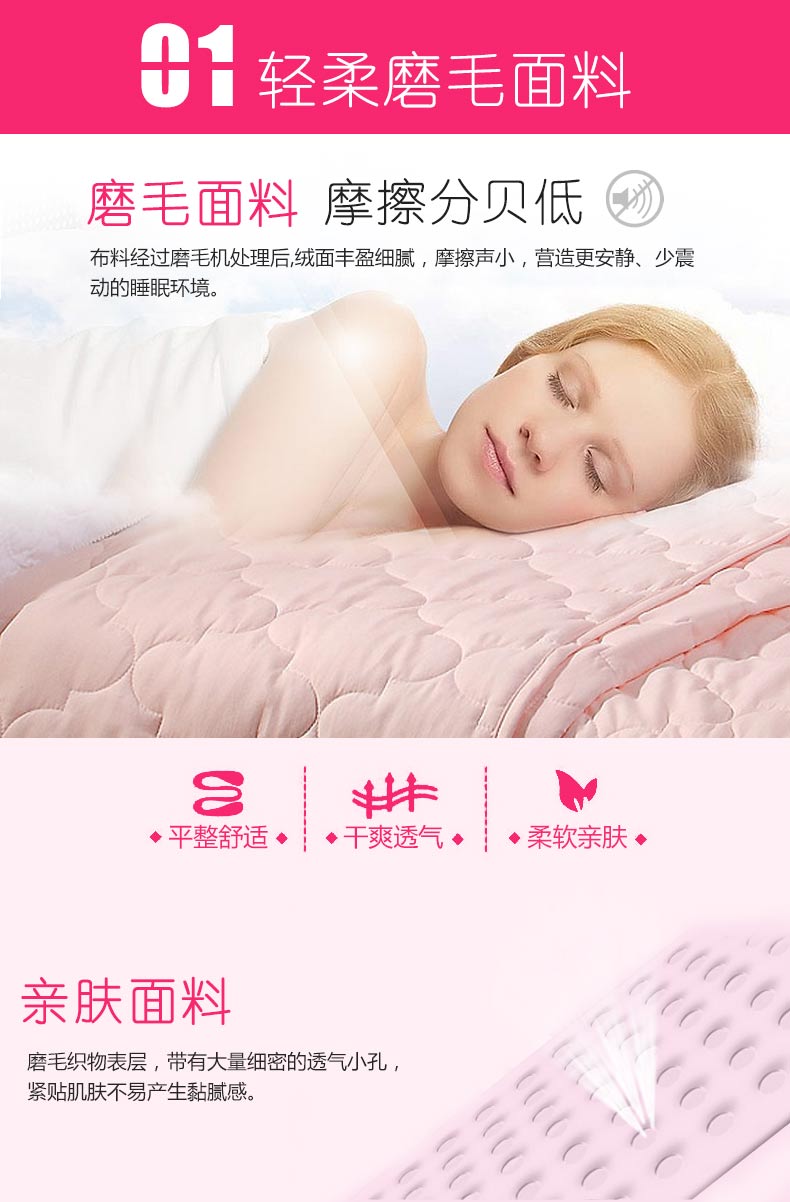 01 轻柔磨毛面料
磨毛面料 摩擦分贝低
布料经过磨毛机处理后,绒面丰盈细腻，摩擦声小，营造更安静、少震
动的睡眠环境。
平整舒适
干爽透气
柔软亲肤
亲肤面料
磨毛织物表层，带有大量细密的透气小孔，
紧贴肌肤不易产生黏腻感。